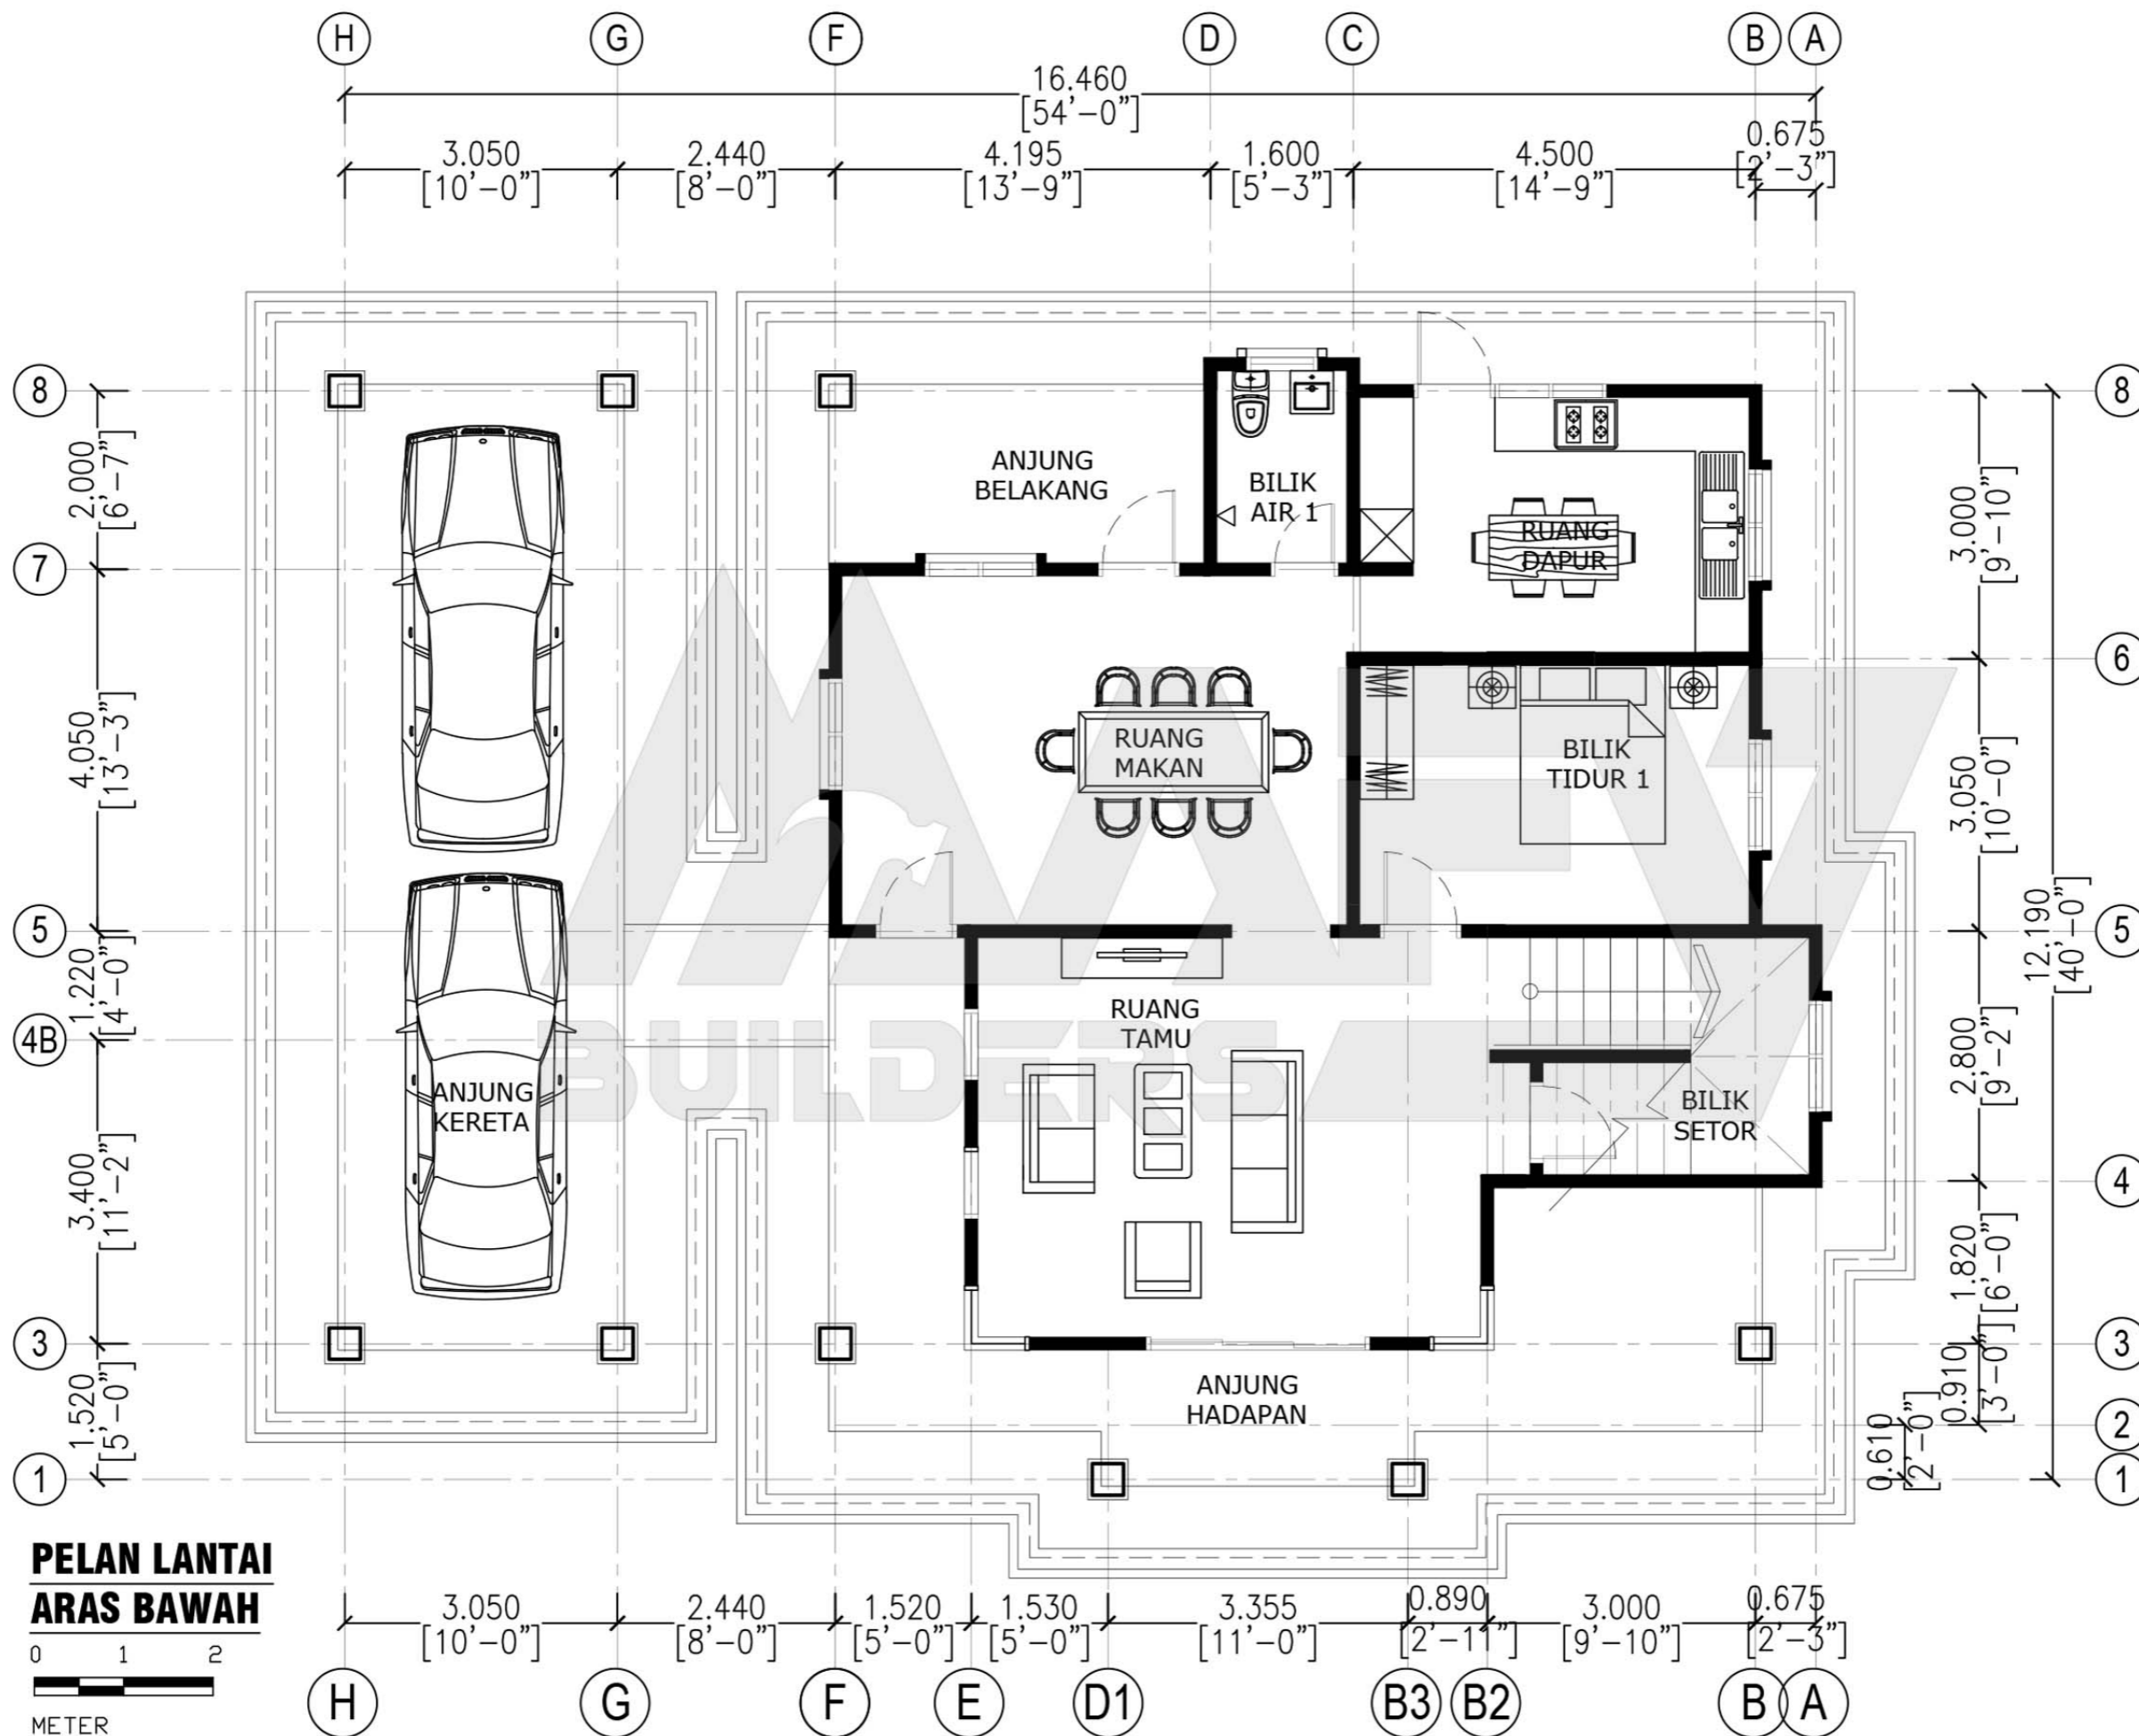 H G F D C B A
16.460
[54'-0"]
3.050 2.440 4.195 1.600 4.500 0.675
[10'-0"] [8'-0"] [13'-9"] [5'-3"] [14'-9"] [2'-3"]
8
7
5
4B
3
1
2.000
[6'-7"]
4.050
[13'-3"]
1.220
[4'-0"]
3.400
[11'-2"]
1.520
[5'-0"]
ANJUNG
BELAKANG
BILIK
AIR 1
RUANG
DAPUR
RUANG
MAKAN
BILIK
TIDUR 1
RUANG
TAMU
BUILDERS
ANJUNG
KERETA
BILIK
SETOR
ANJUNG
HADAPAN
8
6
5
4
3
2
1
3.000
[9'-10"]
3.050
[10'-0"]
2.800
[9'-2"]
1.820
[6'-0"]
0.910
[3'-0"]
0.610
[2'-0"]
12.190
[40'-0"]
PELAN LANTAI
ARAS BAWAH
0 1 2
METER
3.050 2.440 1.520 1.530 3.355 0.890 3.000 0.675
[10'-0"] [8'-0"] [5'-0"] [5'-0"] [11'-0"] [2'-11"] [9'-10"] [2'-3"]
H G F E D1 B3 B2 B A